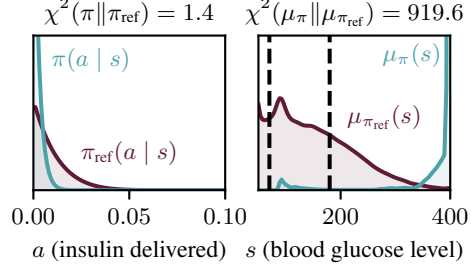 χ²(π‖π_ref) = 1.4
π(a | s)
π_ref(a | s)
0.00 0.05 0.10
a (insulin delivered)
χ²(μ_π‖μ_π_ref) = 919.6
μ_π(s)
μ_π_ref(s)
200 400
s (blood glucose level)